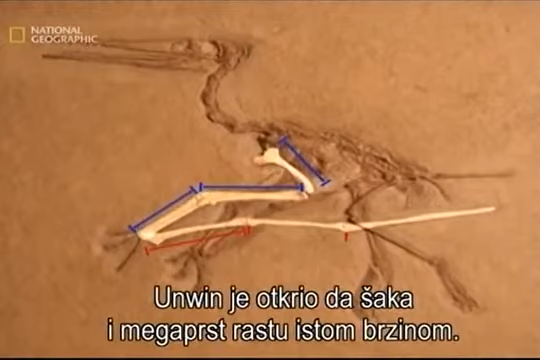 NATIONAL
GEOGRAPHIC
Unwin je otkrio da šaka
i megaprst rastu istom brzinom.